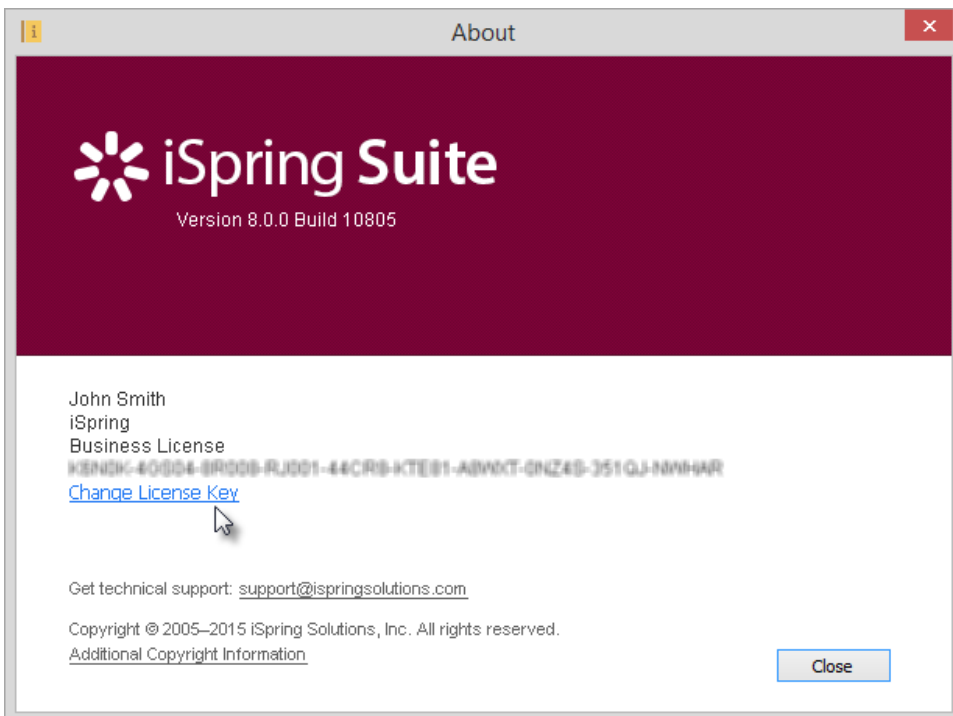 About
iSpring Suite
Version 8.0.0 Build 10805
John Smith
iSpring
Business License
Change License Key
Get technical support: support@ispringsolutions.com
Copyright © 2005–2015 iSpring Solutions, Inc. All rights reserved.
Additional Copyright Information
Close